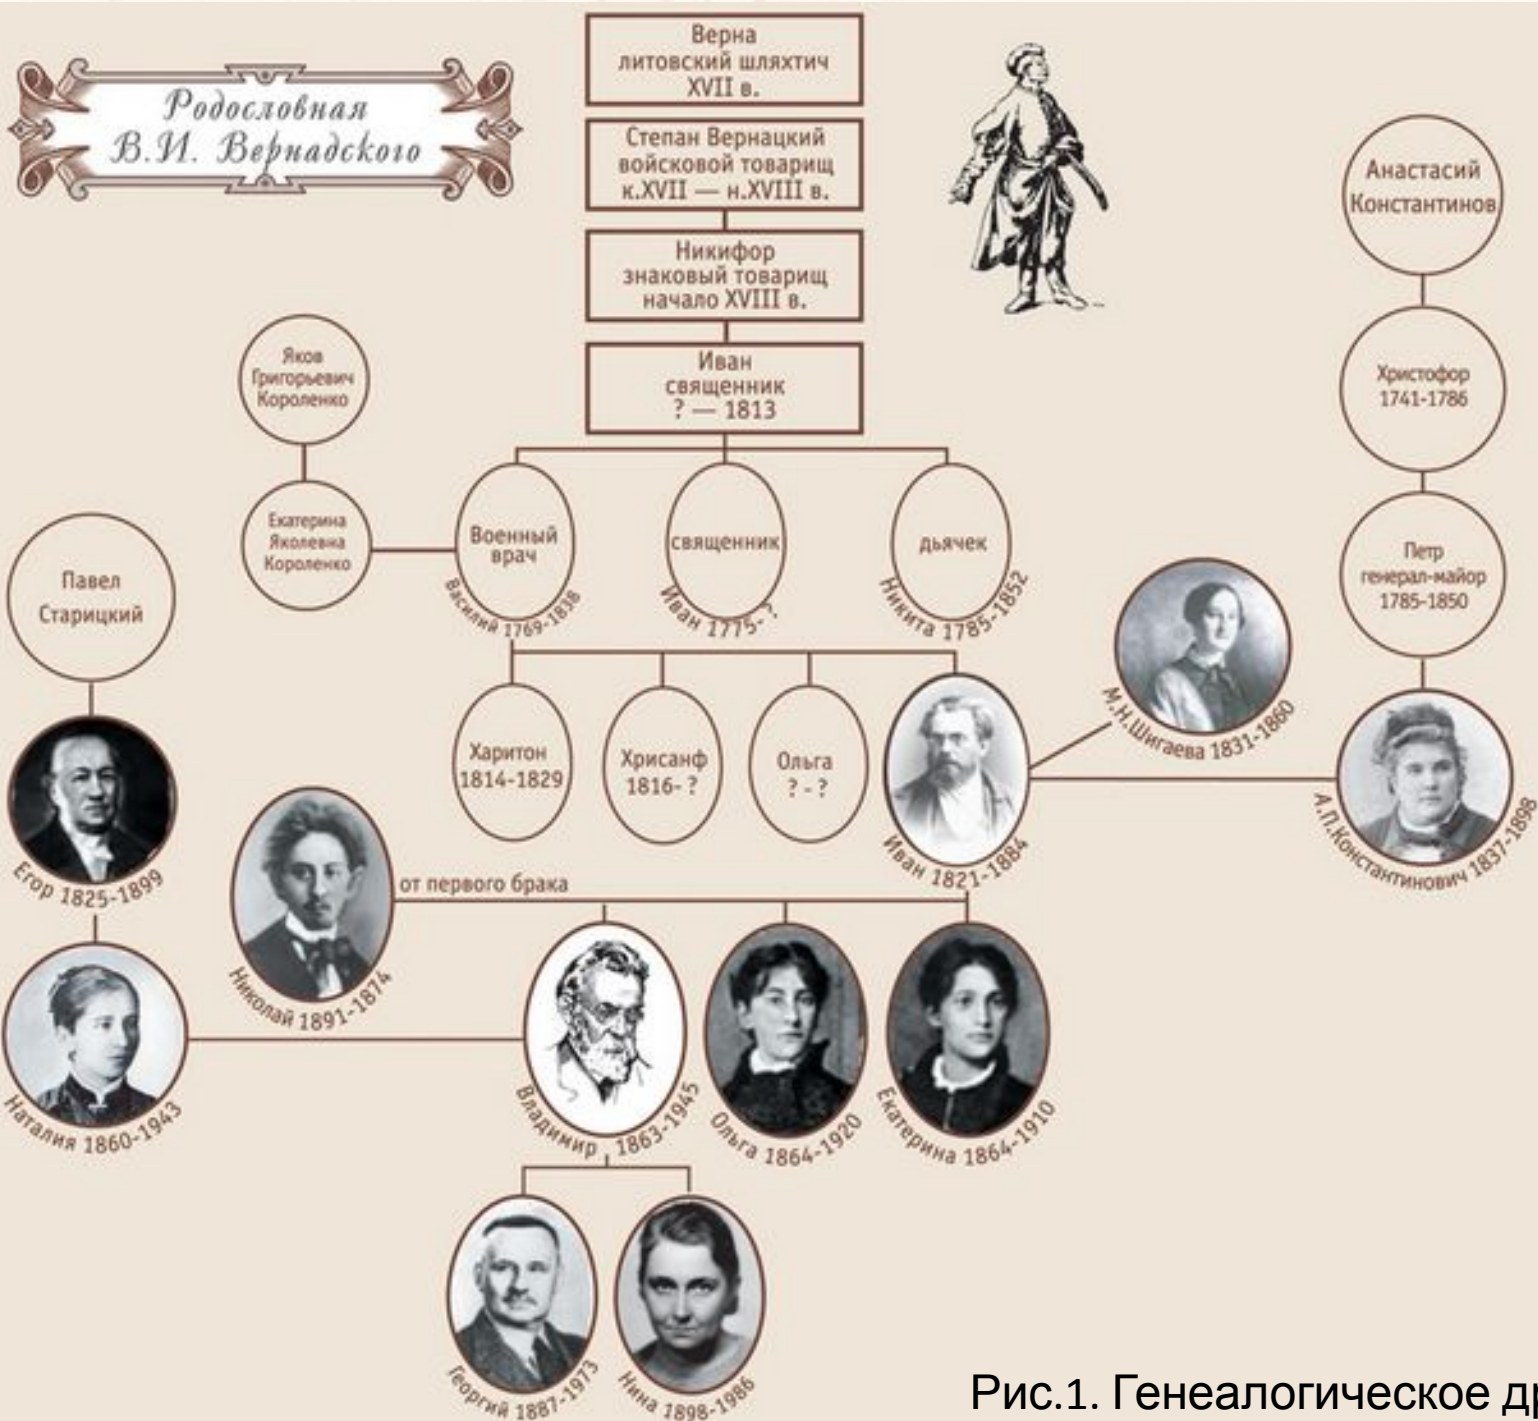 Родословная
В.И. Вернадского
Верна
литовский шляхтич
XVII в.
Степан Вернацкий
войсковой товарищ
к.XVII — н.XVIII в.
Никифор
знаковый товарищ
начало XVIII в.
Иван
священник
? — 1813
Анастасий
Константинов
Христофор
1741-1786
Петр
генерал-майор
1785-1850
Яков
Григорьевич
Короленко
Екатерина
Яколевна
Короленко
Военный
врач
Василий 1769-1838
священник
Иван 1775-?
дьячек
Никита 1785-1852
Павел
Старицкий
М.Н.Шигаева 1831-1860
Харитон
1814-1829
Хрисанф
1816- ?
Ольга
? - ?
Иван 1821-1884
А.П.Константинович 1837-1898
Егор 1825-1899
от первого брака
Николай 1891-1874
Наталия 1860-1943
Владимир 1863-1945
Ольга 1864-1920
Екатерина 1864-1910
Георгий 1887-1973
Нина 1898-1986
Рис.1. Генеалогическое др